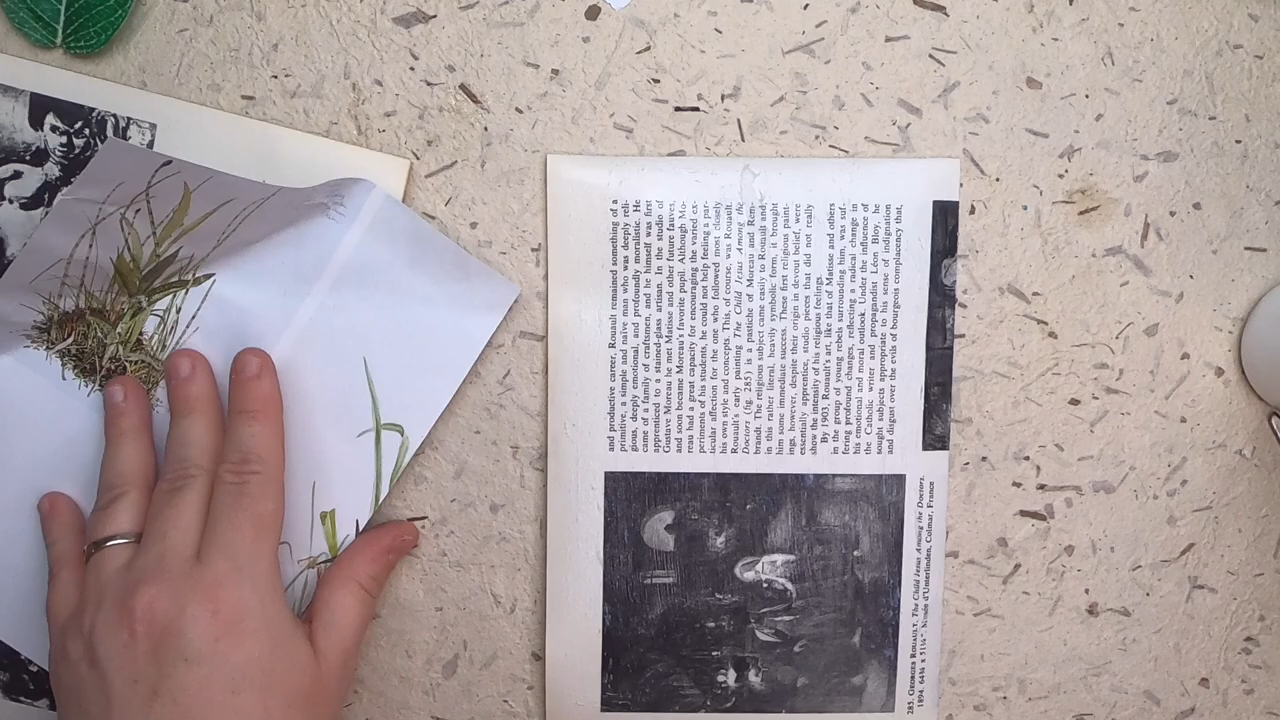 and productive career, Rouault remained something of a
primitive, a simple and naive man who was deeply reli-
gious, deeply emotional, and profoundly moralistic. He
came of a family of craftsmen, and he himself was first
apprenticed to a stained-glass artisan. In the studio of
Gustave Moreau he met Matisse and other future fauves,
and soon became Moreau's favorite pupil. Although Mo-
reau had a great capacity for encouraging the varied ex-
periments of his students, he could not help feeling a par-
ticular affection for the one who followed most closely
his own style and concepts. This, of course, was Rouault.
Rouault's early painting The Child Jesus Among the
Doctors (fig. 285) is a pastiche of Moreau and Rem-
brandt. The religious subject came easily to Rouault and,
in this rather literal, heavily symbolic form, it brought
him some immediate success. These first religious paint-
ings, however, despite their origin in devout belief, were
essentially apprentice, studio pieces that did not really
show the intensity of his religious feelings.
By 1903, Rouault's art, like that of Matisse and others
in the group of young rebels surrounding him, was suf-
fering profound changes, reflecting a radical change in
his emotional and moral outlook. Under the influence of
the Catholic writer and propagandist Léon Bloy, he
sought subjects appropriate to his sense of indignation
and disgust over the evils of bourgeois complacency that,
285. GEORGES ROUAULT. The Child Jesus Among the Doctors.
1894. 64¾ x 51¼". Musée d'Unterlinden, Colmar, France